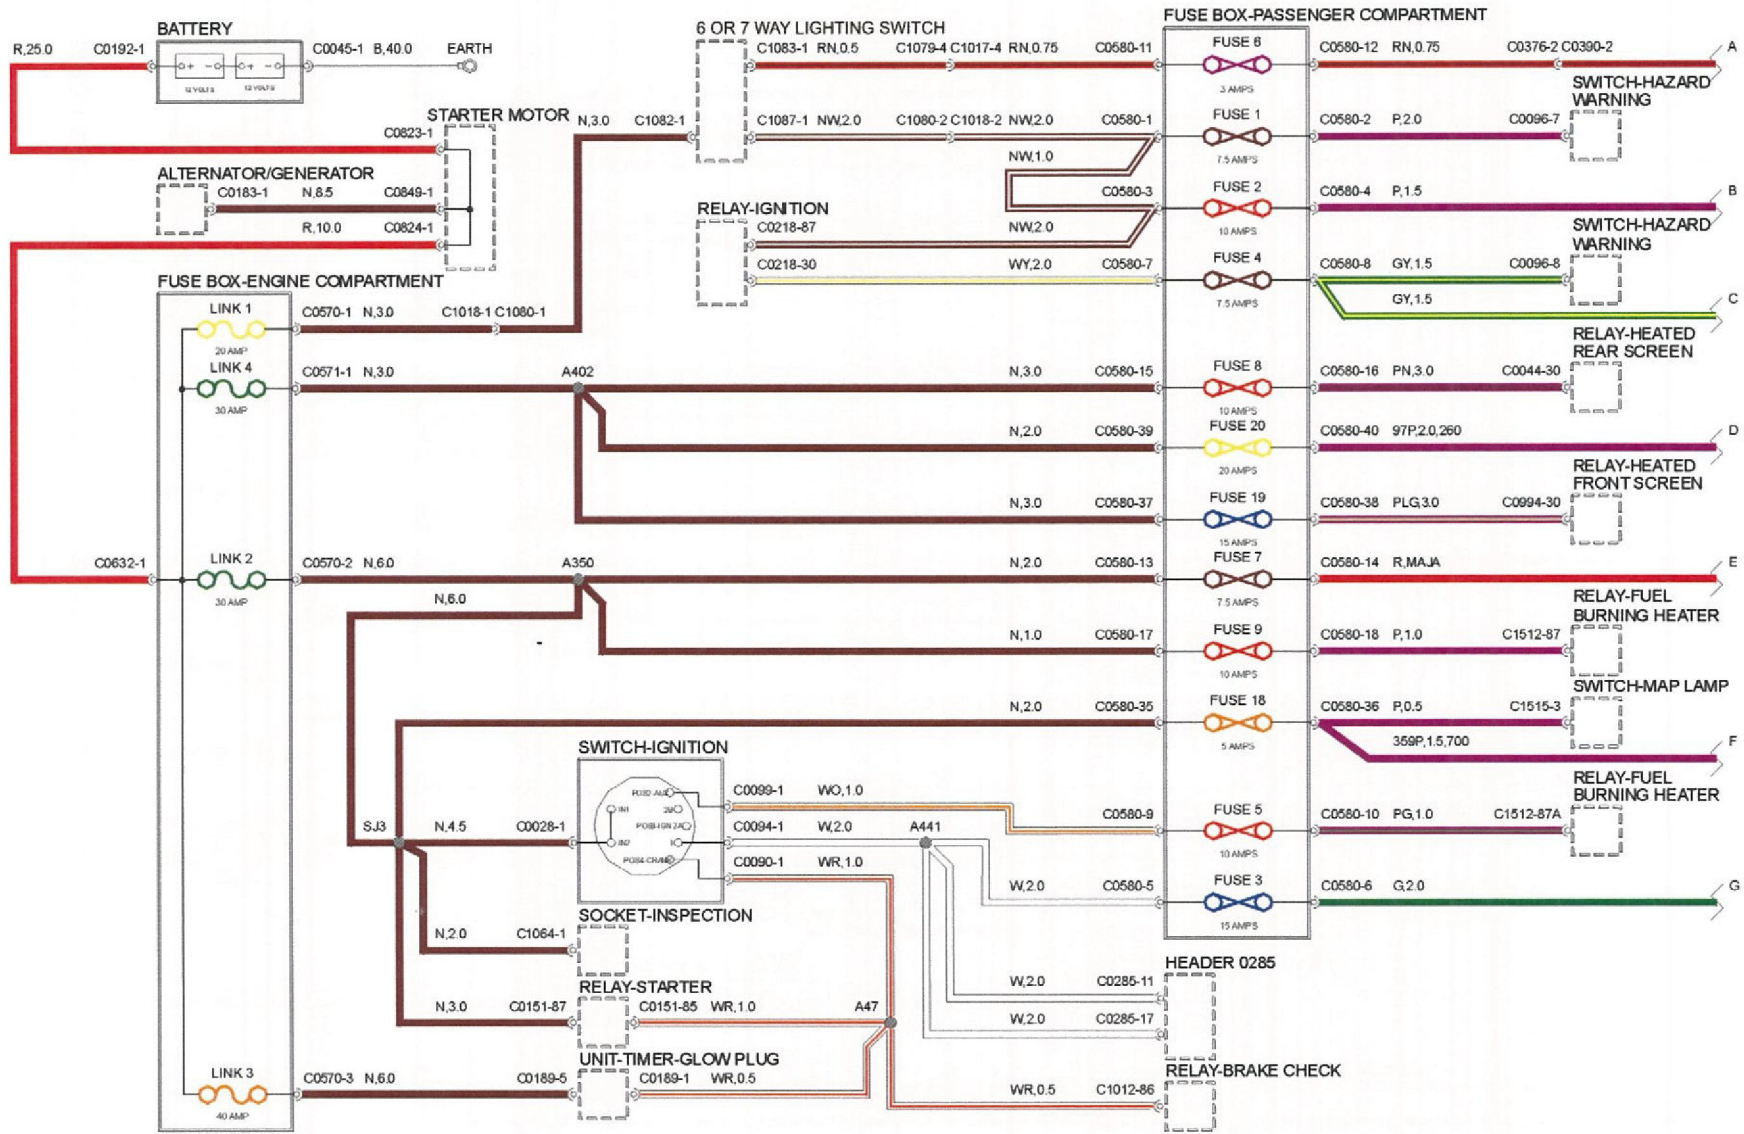 BATTERY
R,25.0 C0192-1
12 VOLTS 12 VOLTS
C0045-1 B,40.0 EARTH
STARTER MOTOR
C0823-1
ALTERNATOR/GENERATOR
C0183-1 N,8.5 C0849-1
R,10.0 C0824-1
FUSE BOX-ENGINE COMPARTMENT
LINK 1
20 AMP
C0570-1 N,3.0 C1018-1 C1080-1
LINK 4
30 AMP
C0571-1 N,3.0 A402
C0632-1
LINK 2
30 AMP
C0570-2 N,6.0 A350
N,6.0
LINK 3
40 AMP
C0570-3 N,6.0 C0189-5
6 OR 7 WAY LIGHTING SWITCH
N,3.0 C1082-1
C1083-1 RN,0.5 C1079-4 C1017-4 RN,0.75 C0580-11
C1087-1 NW,2.0 C1080-2 C1018-2 NW,2.0 C0580-1
NW,1.0
C0580-3
RELAY-IGNITION
C0218-87 NW,2.0
C0218-30 WY,2.0 C0580-7
N,3.0 C0580-15
N,2.0 C0580-39
N,3.0 C0580-37
N,2.0 C0580-13
N,1.0 C0580-17
N,2.0 C0580-35
SWITCH-IGNITION
POS2-AUX
IN1 2B
POS3-IGN 2A
IN2 1
POS4-CRANK
SJ3 N,4.5 C0028-1
C0099-1 WO,1.0 C0580-9
C0094-1 W,2.0 A441
C0090-1 WR,1.0
W,2.0 C0580-5
SOCKET-INSPECTION
N,2.0 C1064-1
RELAY-STARTER
N,3.0 C0151-87
C0151-85 WR,1.0 A47
UNIT-TIMER-GLOW PLUG
C0189-1 WR,0.5
HEADER 0285
W,2.0 C0285-11
W,2.0 C0285-17
RELAY-BRAKE CHECK
WR,0.5 C1012-86
FUSE BOX-PASSENGER COMPARTMENT
FUSE 6
3 AMPS
C0580-12 RN,0.75 C0376-2 C0390-2 A
FUSE 1
7.5 AMPS
C0580-2 P,2.0 C0096-7
SWITCH-HAZARD
WARNING
FUSE 2
10 AMPS
C0580-4 P,1.5 B
FUSE 4
7.5 AMPS
C0580-8 GY,1.5 C0096-8
SWITCH-HAZARD
WARNING
GY,1.5 C
FUSE 8
10 AMPS
C0580-16 PN,3.0 C0044-30
RELAY-HEATED
REAR SCREEN
FUSE 20
20 AMPS
C0580-40 97P,2.0,260 D
FUSE 19
15 AMPS
C0580-38 PLG,3.0 C0994-30
RELAY-HEATED
FRONT SCREEN
FUSE 7
7.5 AMPS
C0580-14 R,MAJA E
FUSE 9
10 AMPS
C0580-18 P,1.0 C1512-87
RELAY-FUEL
BURNING HEATER
FUSE 18
5 AMPS
C0580-36 P,0.5 C1515-3
SWITCH-MAP LAMP
359P,1.5,700 F
FUSE 5
10 AMPS
C0580-10 PG,1.0 C1512-87A
RELAY-FUEL
BURNING HEATER
FUSE 3
15 AMPS
C0580-6 G,2.0 G